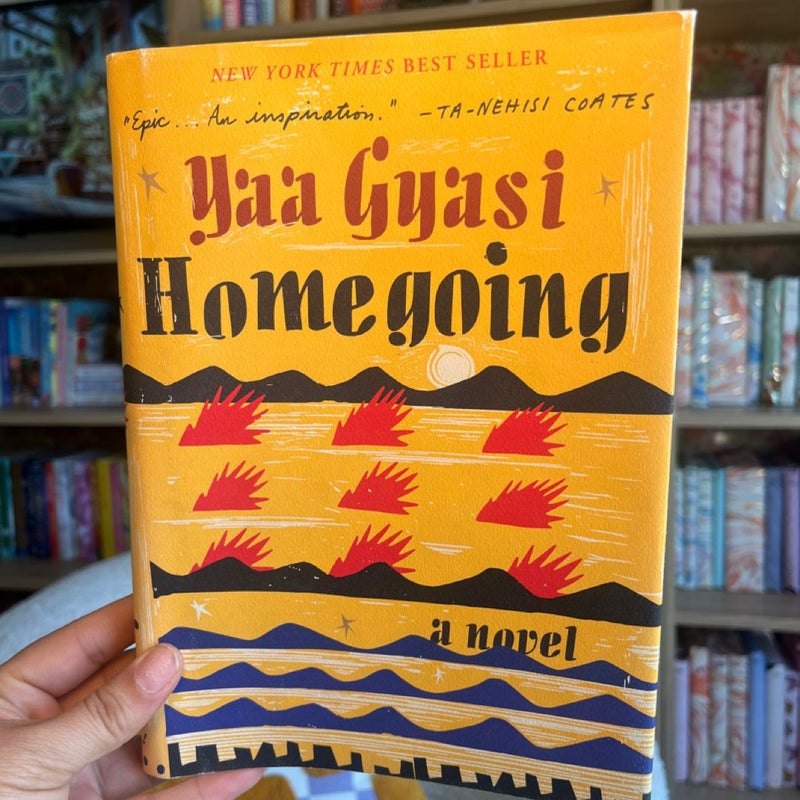 NEW YORK TIMES BEST SELLER
"Epic... An inspiration." —TA-NEHISI COATES
Yaa Gyasi
Homegoing
a novel